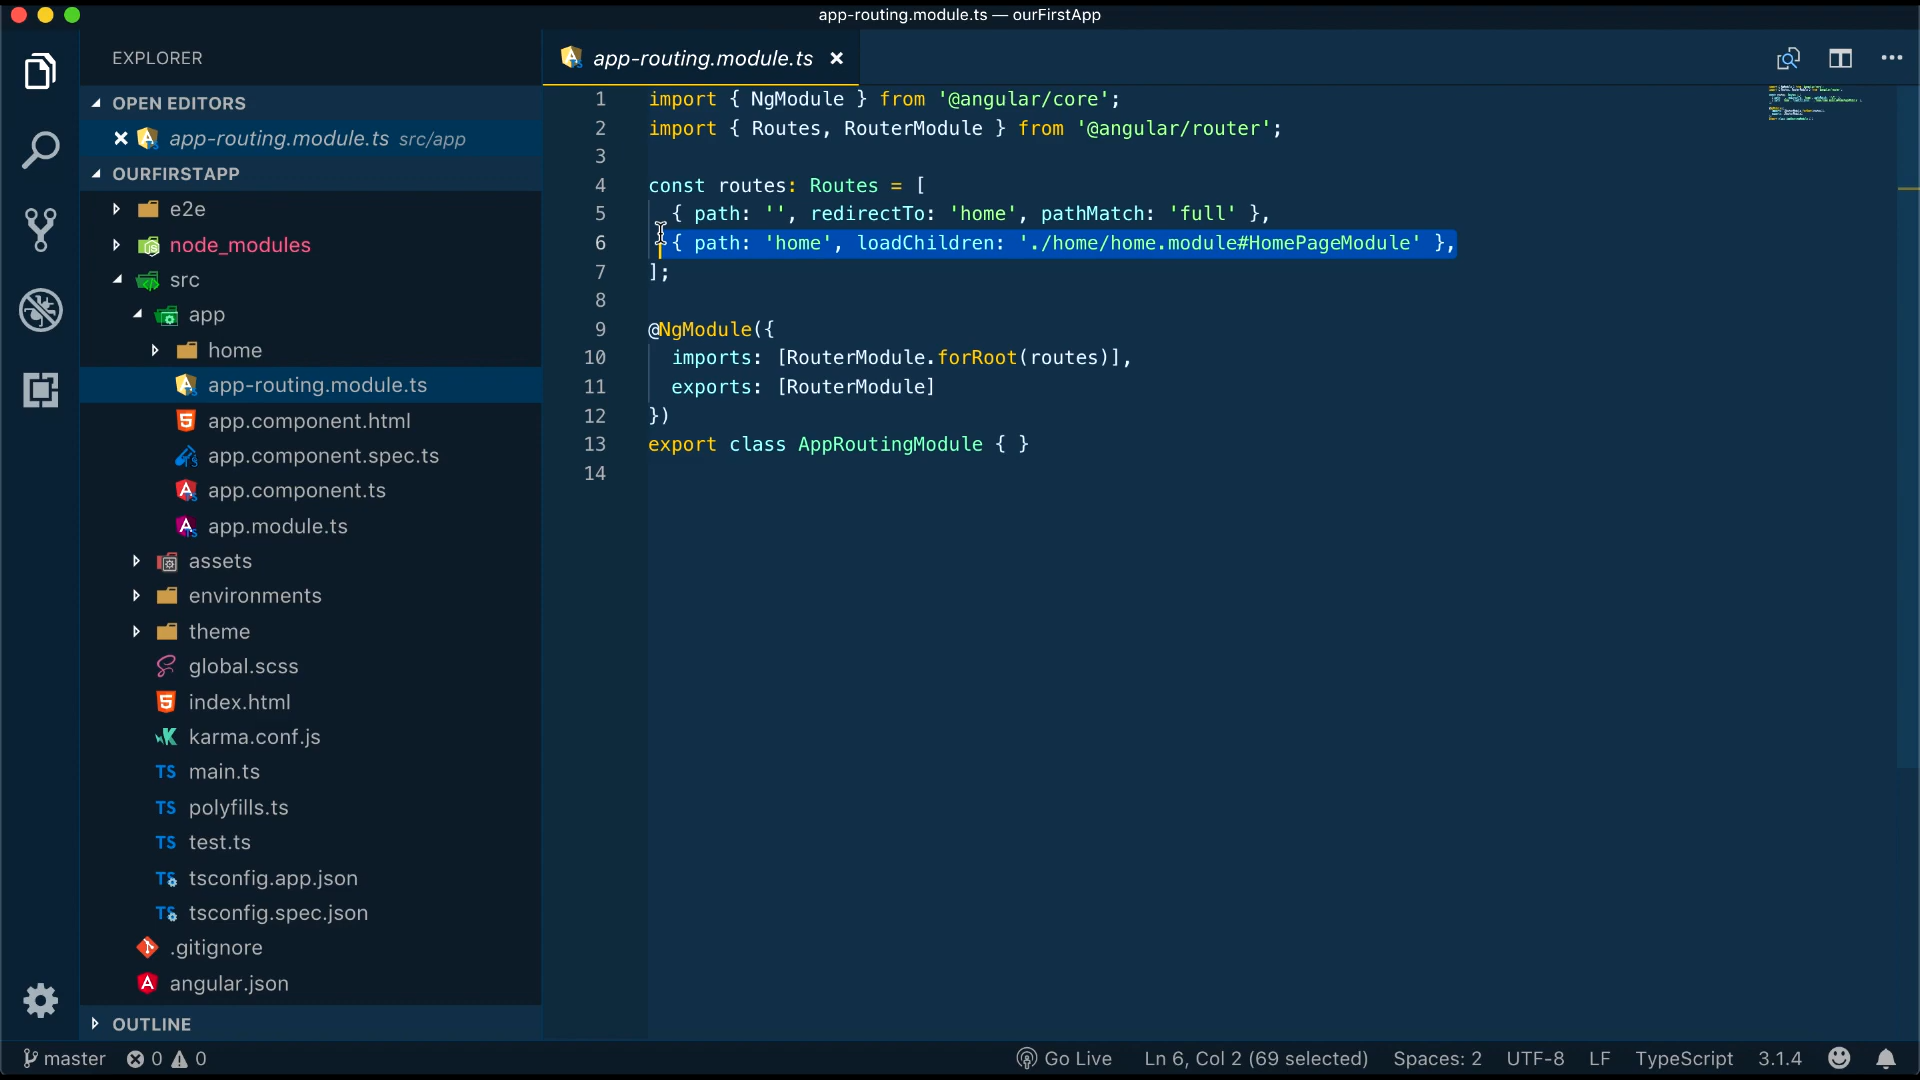 app-routing.module.ts — ourFirstApp
EXPLORER
OPEN EDITORS
app-routing.module.ts src/app
OURFIRSTAPP
e2e
node_modules
src
app
home
app-routing.module.ts
app.component.html
app.component.spec.ts
app.component.ts
app.module.ts
assets
environments
theme
global.scss
index.html
karma.conf.js
TS main.ts
TS polyfills.ts
TS test.ts
TS tsconfig.app.json
TS tsconfig.spec.json
.gitignore
angular.json
OUTLINE
app-routing.module.ts
1 import { NgModule } from '@angular/core';
2 import { Routes, RouterModule } from '@angular/router';
3
4 const routes: Routes = [
5 { path: '', redirectTo: 'home', pathMatch: 'full' },
6 { path: 'home', loadChildren: './home/home.module#HomePageModule' },
7 ];
8
9 @NgModule({
10 imports: [RouterModule.forRoot(routes)],
11 exports: [RouterModule]
12 })
13 export class AppRoutingModule { }
14
master 0 0 Go Live Ln 6, Col 2 (69 selected) Spaces: 2 UTF-8 LF TypeScript 3.1.4